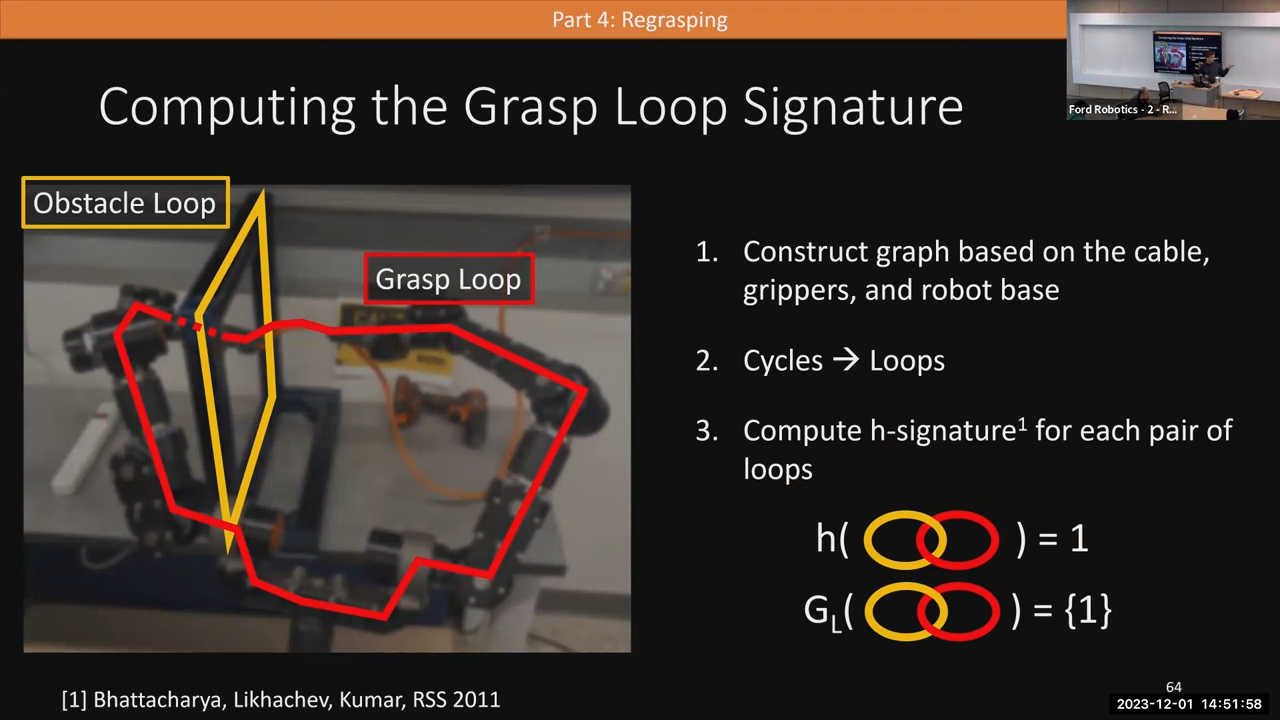 Part 4: Regrasping
Computing the Grasp Loop Signature
Ford Robotics - 2 - R...
Obstacle Loop
Grasp Loop
1. Construct graph based on the cable,
grippers, and robot base
2. Cycles → Loops
3. Compute h-signature¹ for each pair of
loops
h( ) = 1
G_L( ) = {1}
[1] Bhattacharya, Likhachev, Kumar, RSS 2011
64
2023-12-01 14:51:58